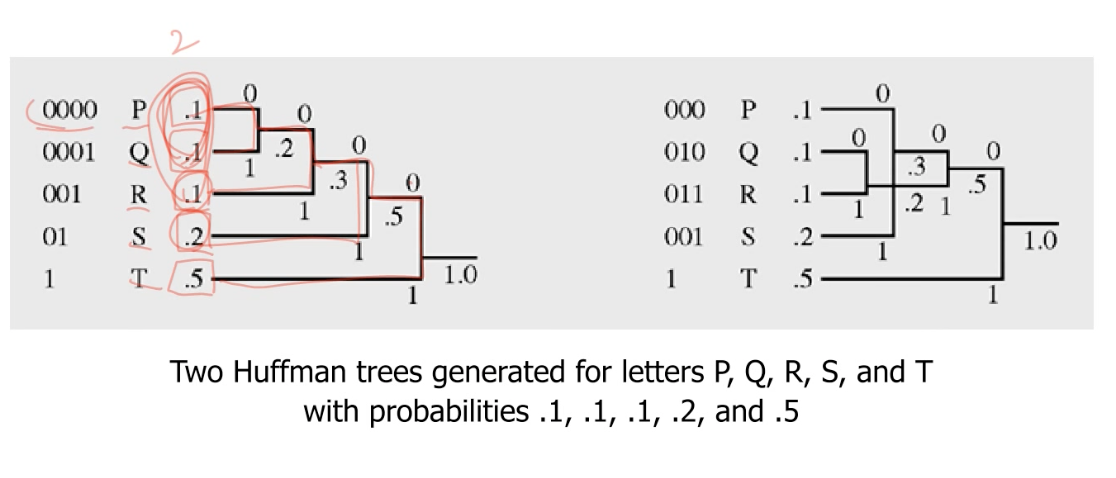 2
0000 P .1 0 0
0001 Q .1 1 .2 0
001 R .1 1 .3 0
01 S .2 1 .5
1 T .5 1 1.0
000 P .1 0
010 Q .1 0 .3 0 0
011 R .1 1 .2 1 .5
001 S .2 1 1.0
1 T .5 1
Two Huffman trees generated for letters P, Q, R, S, and T
with probabilities .1, .1, .1, .2, and .5